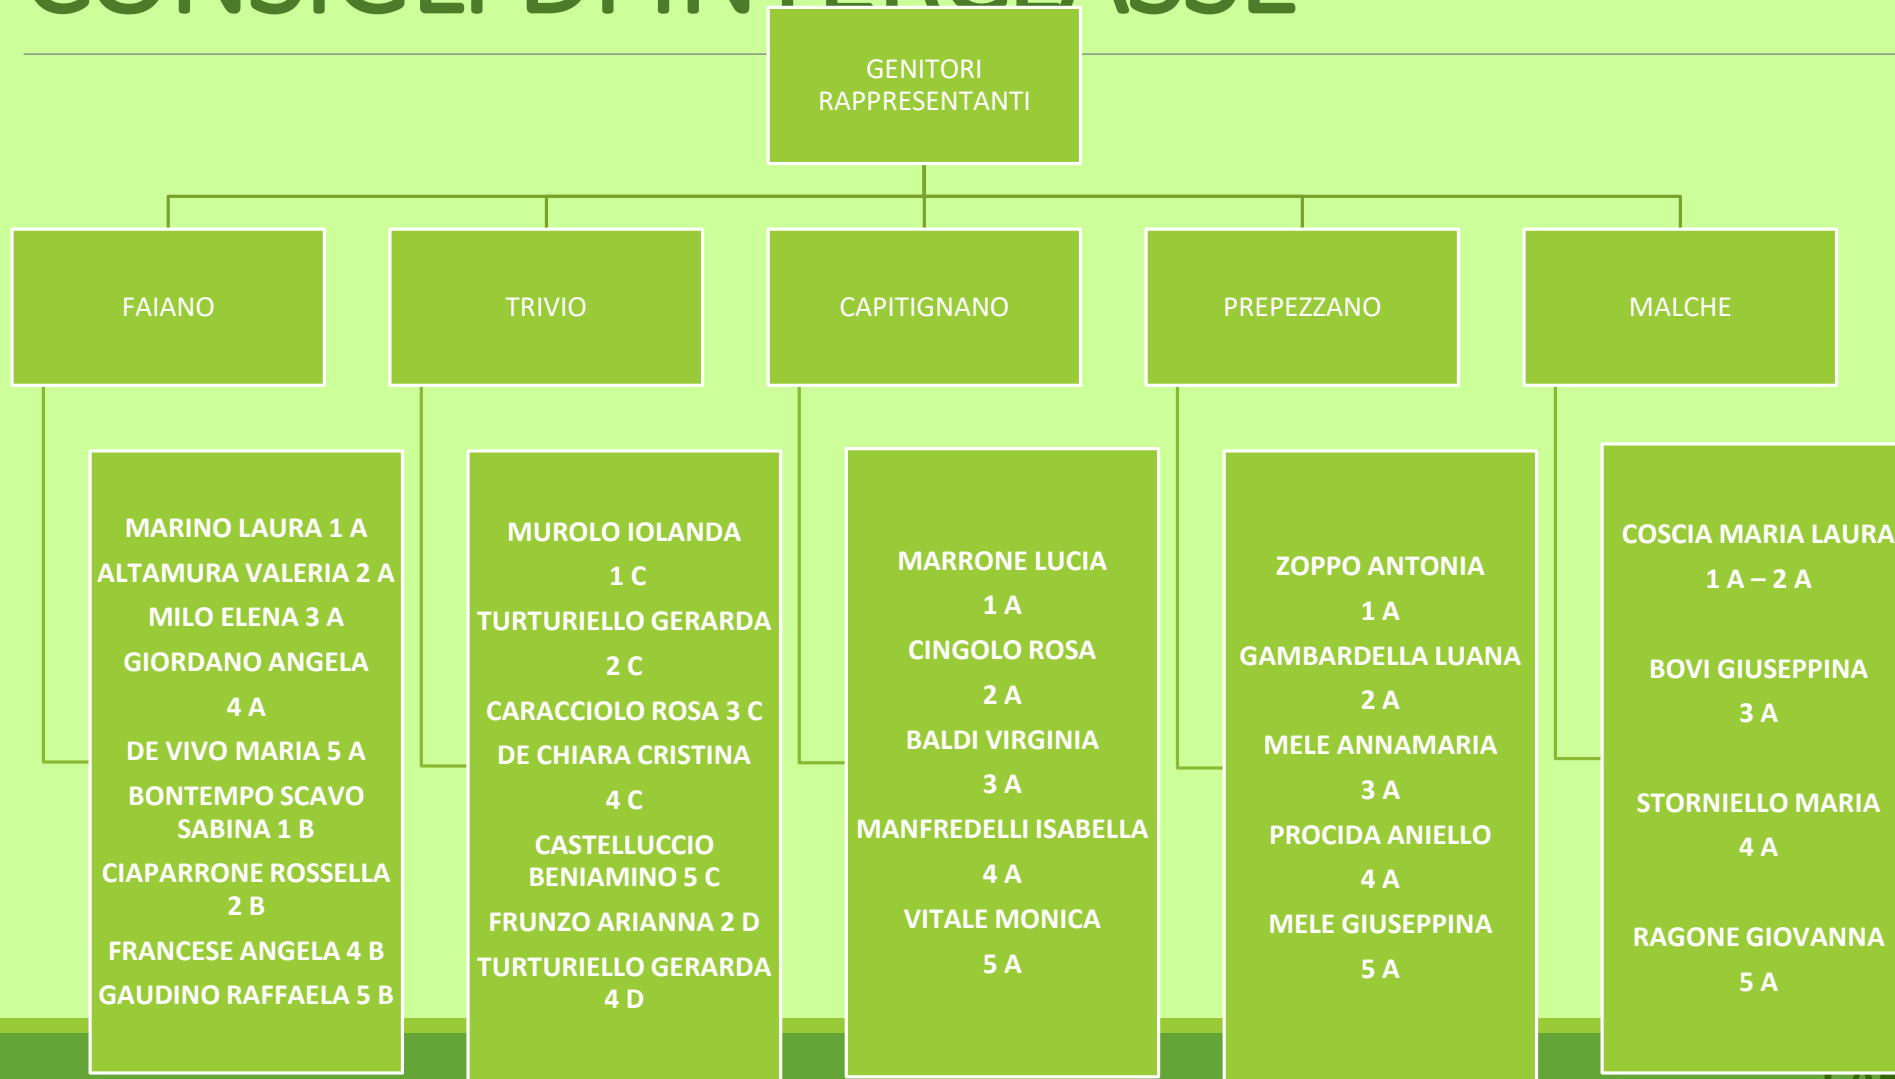 CONSIGLI DI INTERCLASSE
GENITORI
RAPPRESENTANTI
FAIANO
TRIVIO
CAPITIGNANO
PREPEZZANO
MALCHE
MARINO LAURA 1 A
ALTAMURA VALERIA 2 A
MILO ELENA 3 A
GIORDANO ANGELA
4 A
DE VIVO MARIA 5 A
BONTEMPO SCAVO
SABINA 1 B
CIAPARRONE ROSSELLA
2 B
FRANCESE ANGELA 4 B
GAUDINO RAFFAELA 5 B
MUROLO IOLANDA
1 C
TURTURIELLO GERARDA
2 C
CARACCIOLO ROSA 3 C
DE CHIARA CRISTINA
4 C
CASTELLUCCIO
BENIAMINO 5 C
FRUNZO ARIANNA 2 D
TURTURIELLO GERARDA
4 D
MARRONE LUCIA
1 A
CINGOLO ROSA
2 A
BALDI VIRGINIA
3 A
MANFREDELLI ISABELLA
4 A
VITALE MONICA
5 A
ZOPPO ANTONIA
1 A
GAMBARDELLA LUANA
2 A
MELE ANNAMARIA
3 A
PROCIDA ANIELLO
4 A
MELE GIUSEPPINA
5 A
COSCIA MARIA LAURA
1 A – 2 A
BOVI GIUSEPPINA
3 A
STORNIELLO MARIA
4 A
RAGONE GIOVANNA
5 A